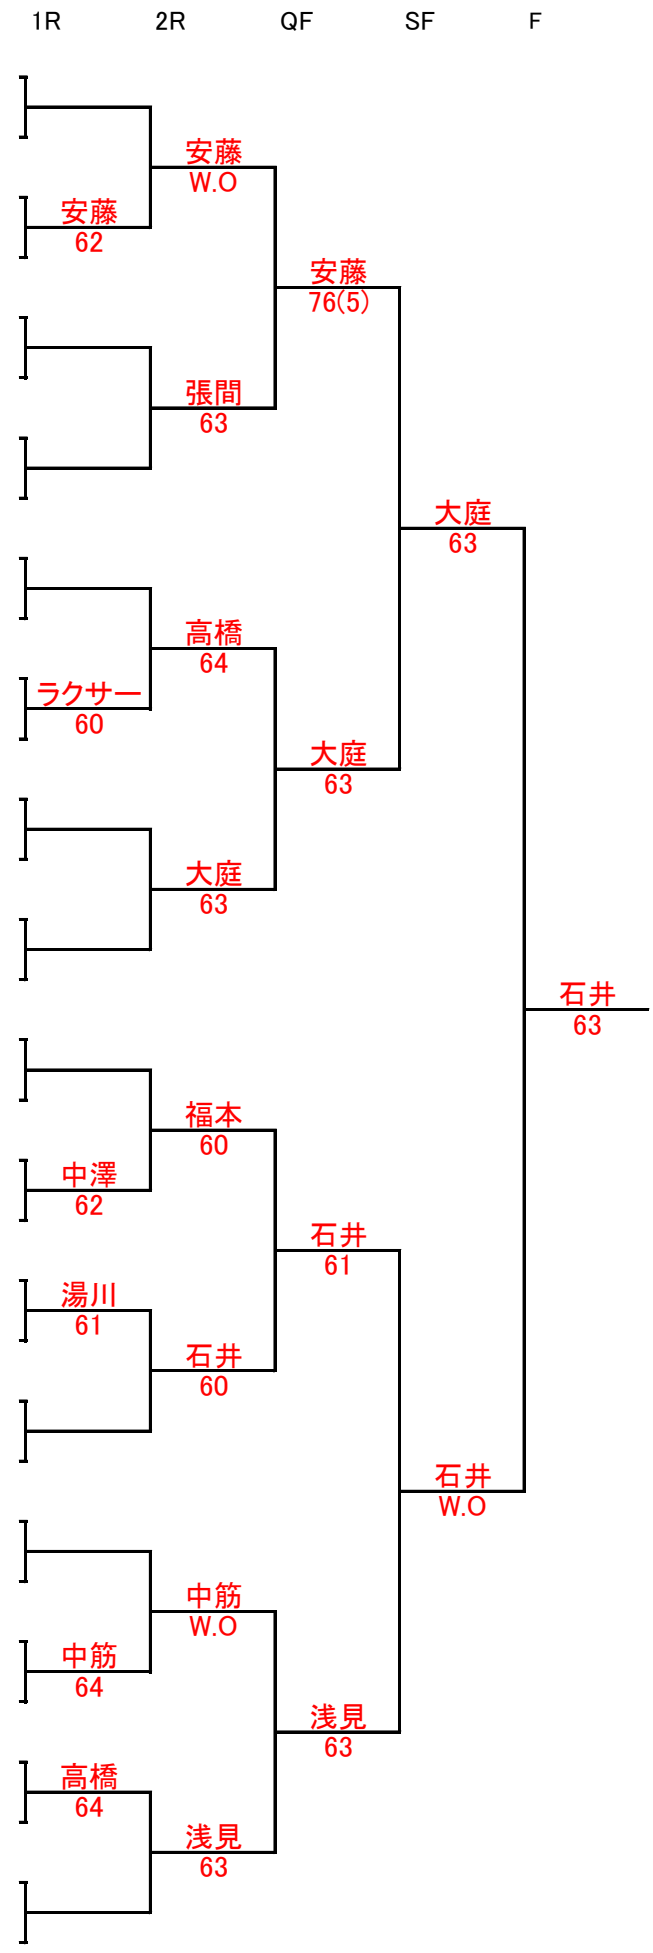 1R 2R QF SF F
安藤
W.O
安藤
62
安藤
76(5)
張間
63
大庭
63
高橋
64
ラクサー
60
大庭
63
大庭
63
石井
63
福本
60
中澤
62
石井
61
湯川
61
石井
60
石井
W.O
中筋
W.O
中筋
64
浅見
63
高橋
64
浅見
63